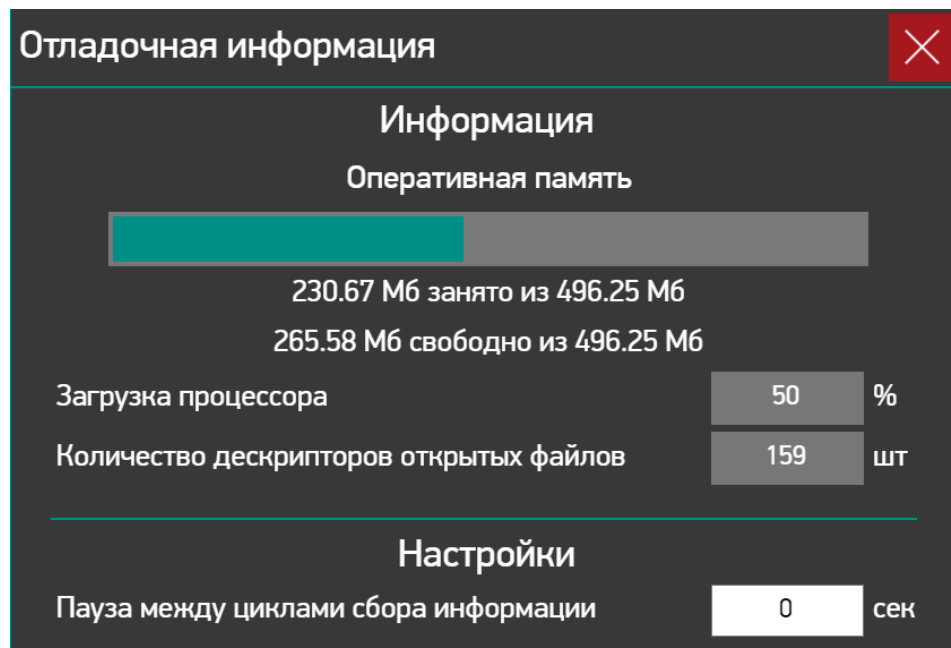 Отладочная информация
Информация
Оперативная память
230.67 Мб занято из 496.25 Мб
265.58 Мб свободно из 496.25 Мб
Загрузка процессора 50 %
Количество дескрипторов открытых файлов 159 шт
Настройки
Пауза между циклами сбора информации 0 сек